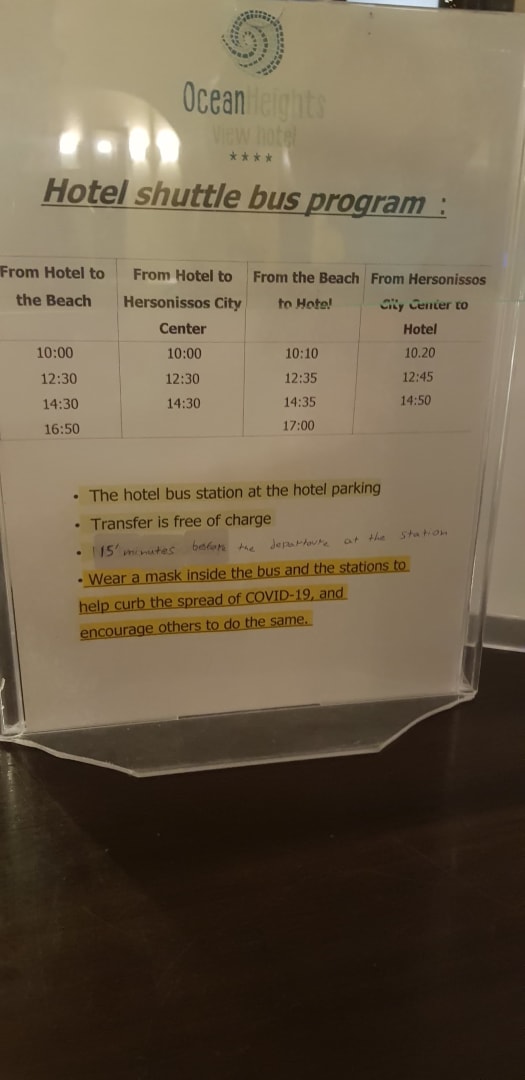 OceanHeights
View hotel
****
Hotel shuttle bus program :
From Hotel to the Beach | From Hotel to Hersonissos City Center | From the Beach to Hotel | From Hersonissos City Center to Hotel
10:00 | 10:00 | 10:10 | 10.20
12:30 | 12:30 | 12:35 | 12:45
14:30 | 14:30 | 14:35 | 14:50
16:50 | | 17:00 |
• The hotel bus station at the hotel parking
• Transfer is free of charge
• 15' minutes before the departoure at the station
• Wear a mask inside the bus and the stations to
help curb the spread of COVID-19, and
encourage others to do the same.